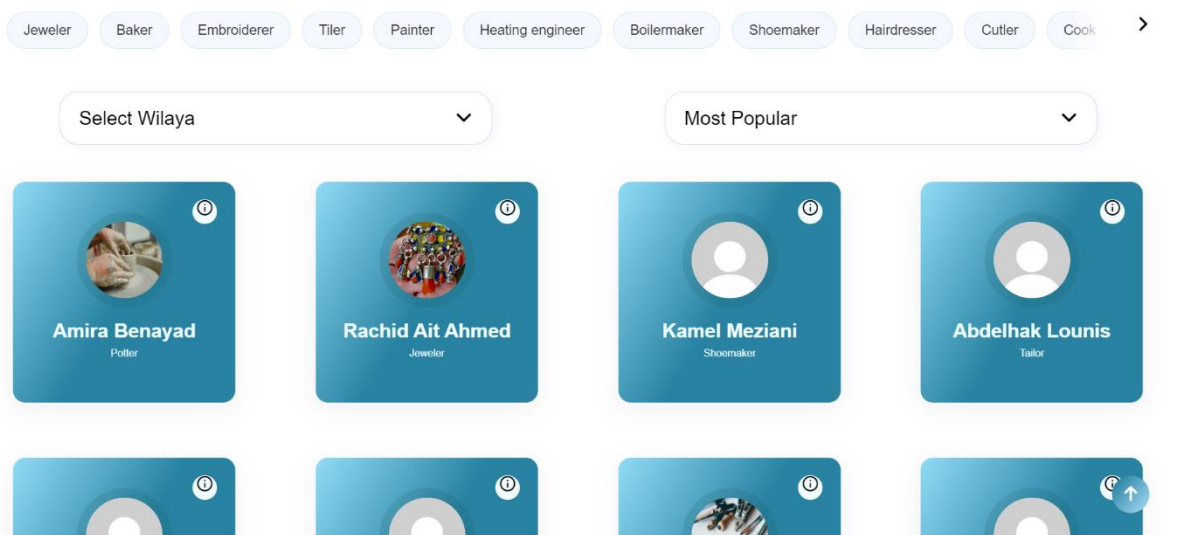 Jeweler Baker Embroiderer Tiler Painter Heating engineer Boilermaker Shoemaker Hairdresser Cutler Cook
Select Wilaya Most Popular
Amira Benayad Rachid Ait Ahmed Kamel Meziani Abdelhak Lounis
Potter Jeweler Shoemaker Tailor